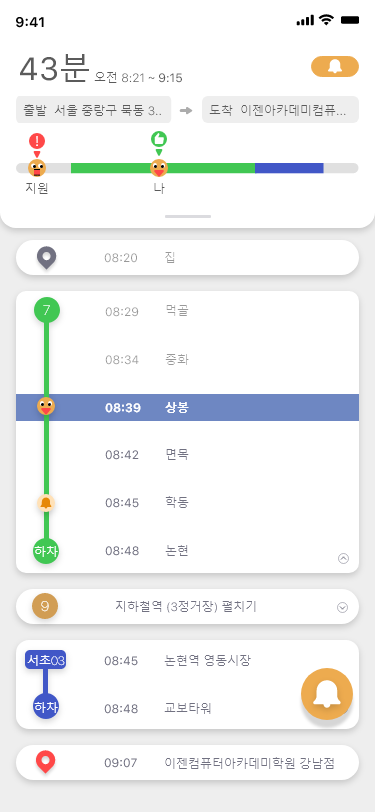 9:41
43분 오전 8:21 ~ 9:15
출발 서울 중랑구 묵동 3... 도착 이젠아카데미컴퓨...
지원 나
08:20 집
7 08:29 먹골
08:34 중화
08:39 상봉
08:42 면목
08:45 학동
하차 08:48 논현
9 지하철역 (3정거장) 펼치기
서초03 08:45 논현역 영동시장
하차 08:48 교보타워
09:07 이젠컴퓨터아카데미학원 강남점